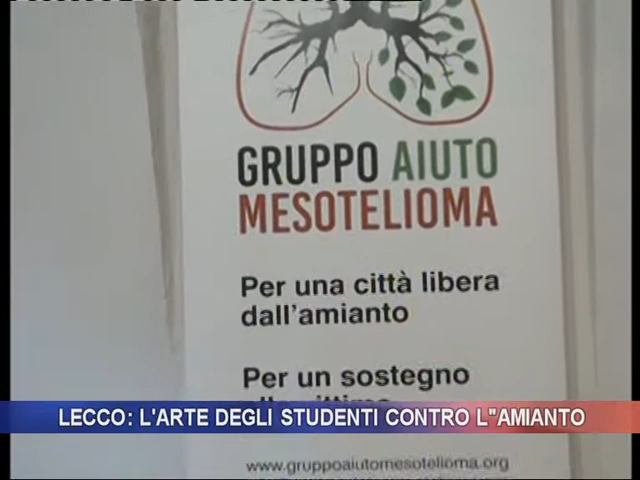 GRUPPO AIUTO
MESOTELIOMA
Per una città libera
dall'amianto
Per un sostegno
LECCO: L'ARTE DEGLI STUDENTI CONTRO L"AMIANTO
www.gruppoaiutomesotelioma.org